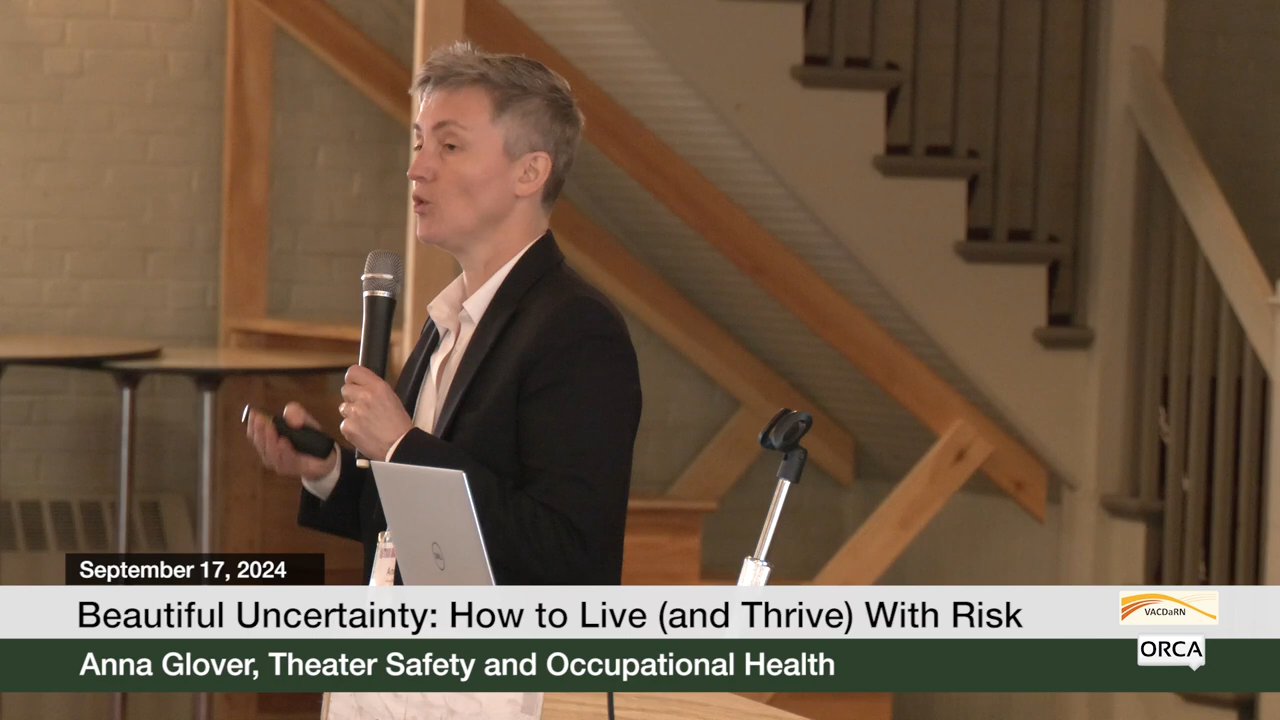 September 17, 2024
Beautiful Uncertainty: How to Live (and Thrive) With Risk
VACDaRN
Anna Glover, Theater Safety and Occupational Health
ORCA
DELL